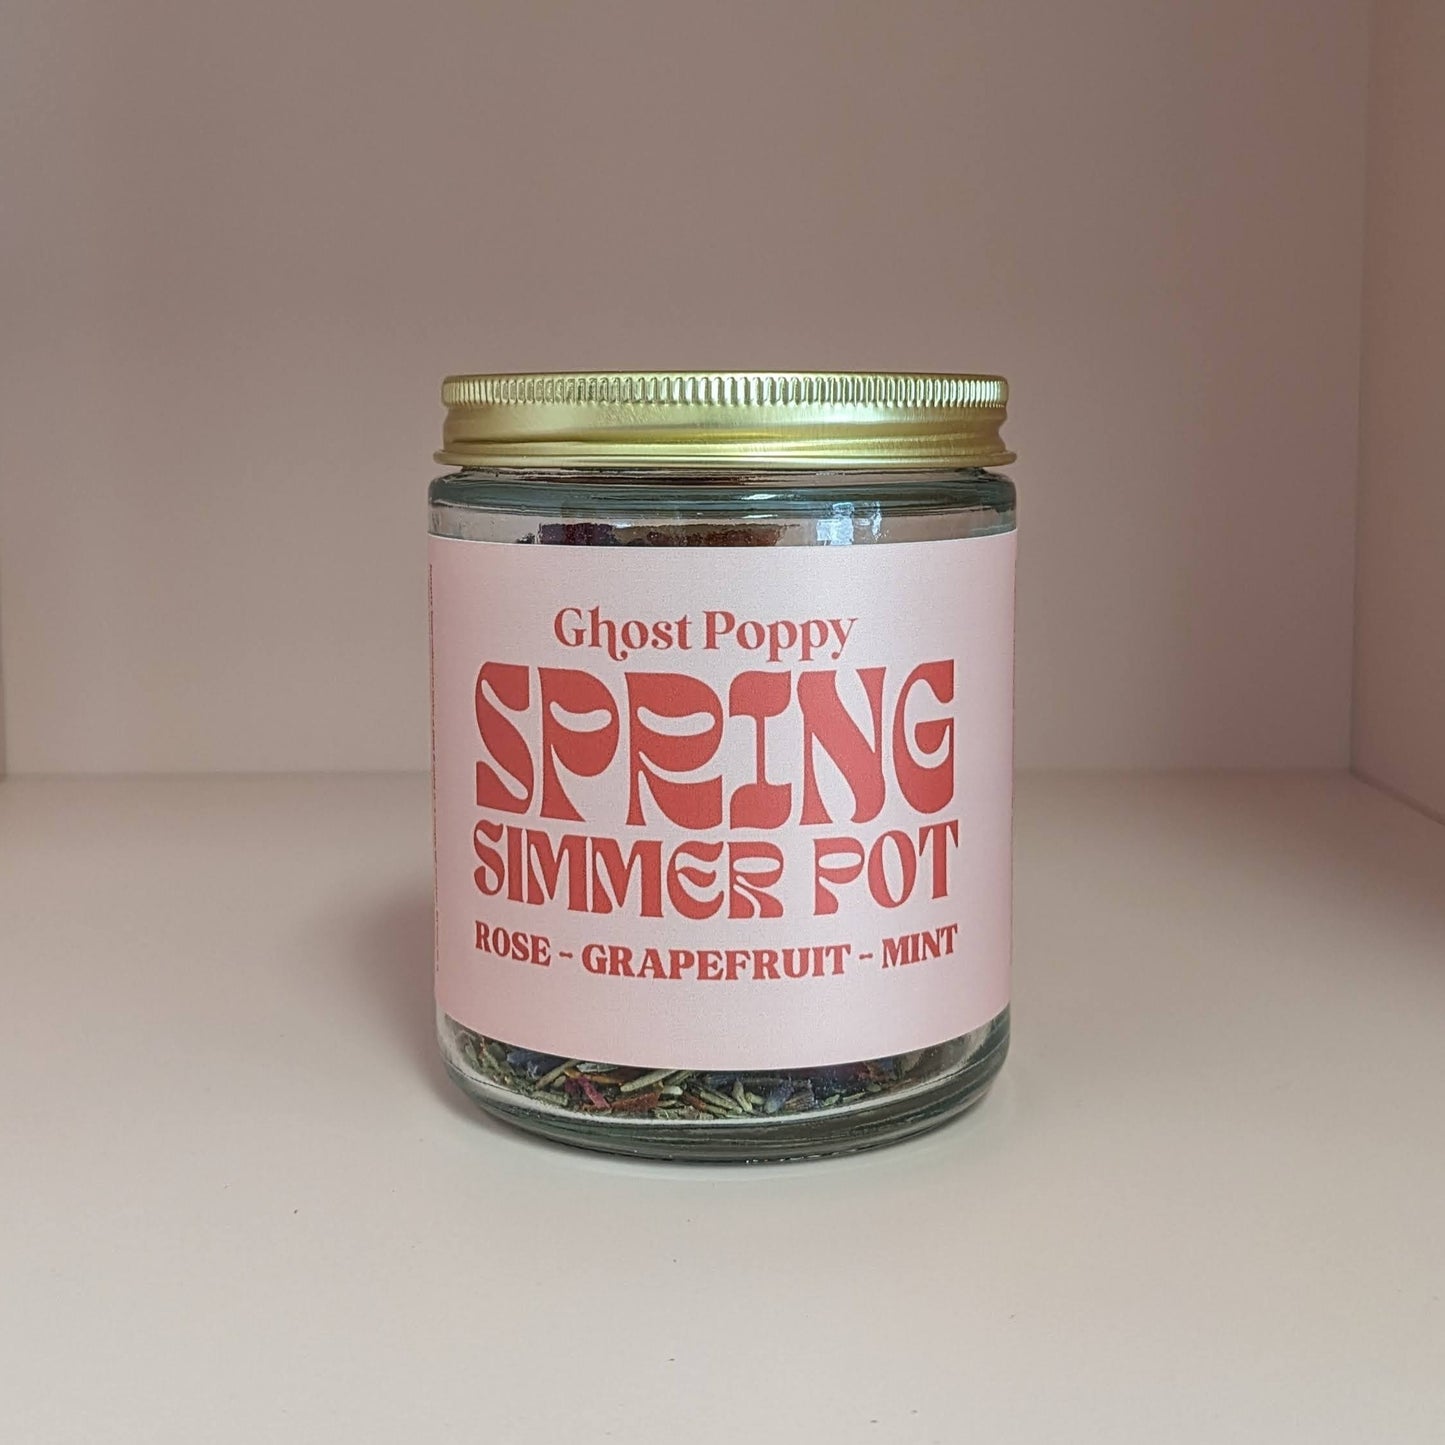 Ghost Poppy
SPRING
SIMMER POT
ROSE - GRAPEFRUIT - MINT